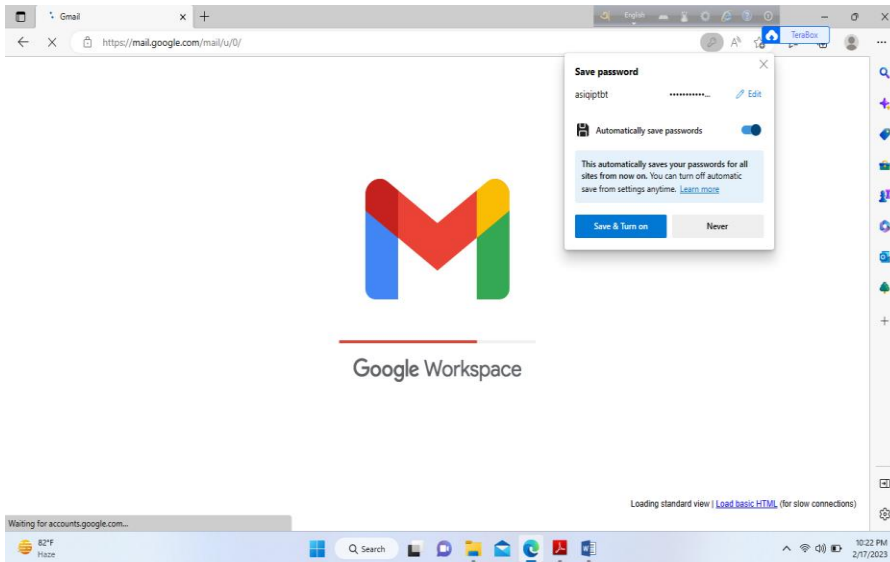 Gmail
English
https://mail.google.com/mail/u/0/
TeraBox
Save password
asiqiptbt ••••••••••••... Edit
Automatically save passwords
This automatically saves your passwords for all
sites from now on. You can turn off automatic
save from settings anytime. Learn more
Save & Turn on Never
Google Workspace
Loading standard view | Load basic HTML (for slow connections)
Waiting for accounts.google.com...
82°F
Haze
Search
10:22 PM
2/17/2023